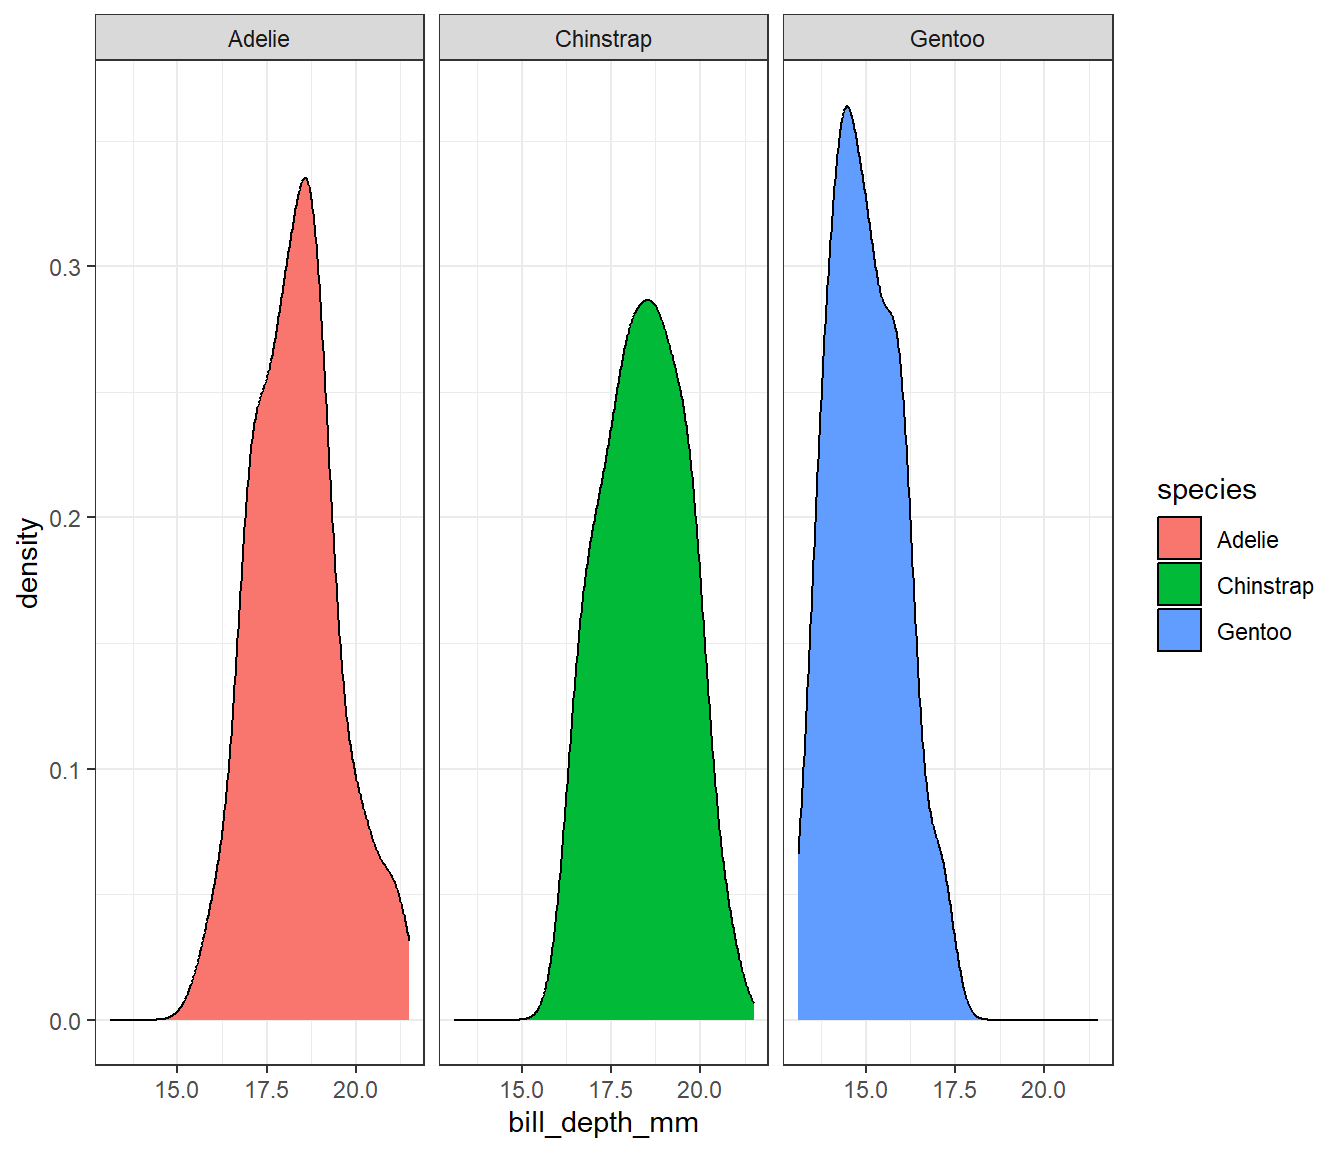 Adelie Chinstrap Gentoo
0.3
0.2
0.1
0.0
density
15.0 17.5 20.0 15.0 17.5 20.0 15.0 17.5 20.0
bill_depth_mm
species
Adelie
Chinstrap
Gentoo